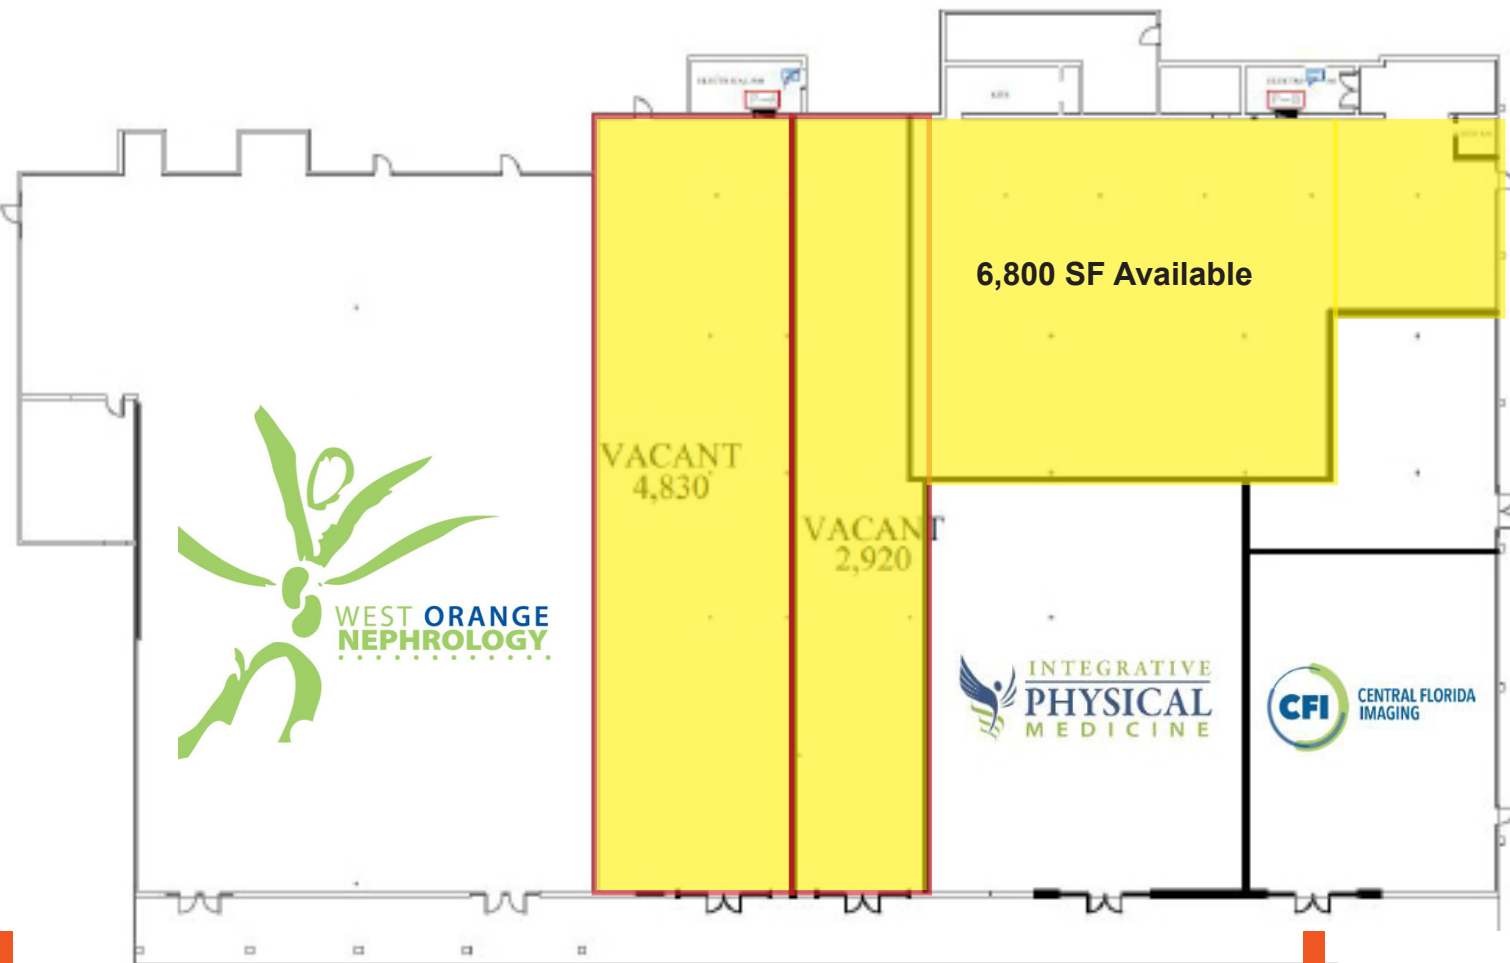 6,800 SF Available
VACANT
4,830
VACANT
2,920
WEST ORANGE
NEPHROLOGY
INTEGRATIVE
PHYSICAL
MEDICINE
CFI
CENTRAL FLORIDA
IMAGING